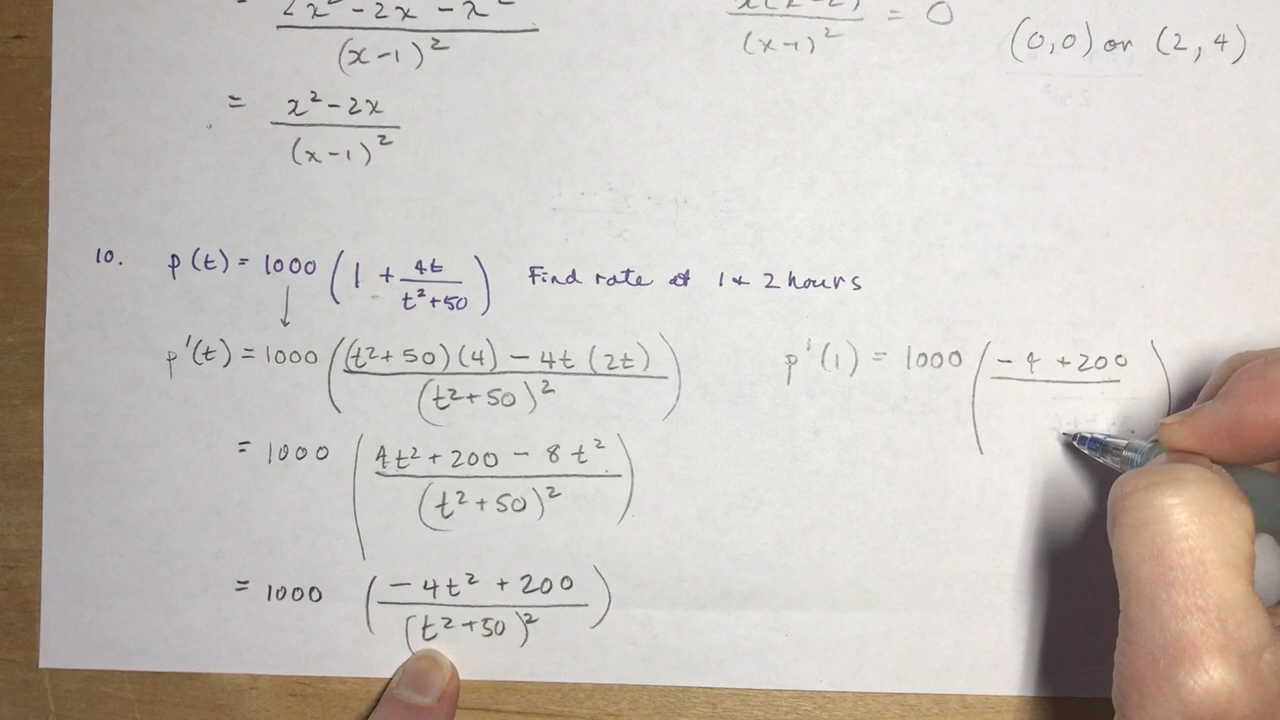 = 2x² - 2x - x² / (x-1)²
x(x-2) / (x-1)² = 0
(0,0) or (2,4)
= x² - 2x / (x-1)²
10. p(t) = 1000 (1 + 4t / t²+50) Find rate at 1 & 2 hours
↓
p'(t) = 1000 ((t²+50)(4) - 4t(2t) / (t²+50)²)
= 1000 (4t² + 200 - 8t² / (t²+50)²)
= 1000 (-4t² + 200 / (t²+50)²)
p'(1) = 1000 (-4 + 200 / )